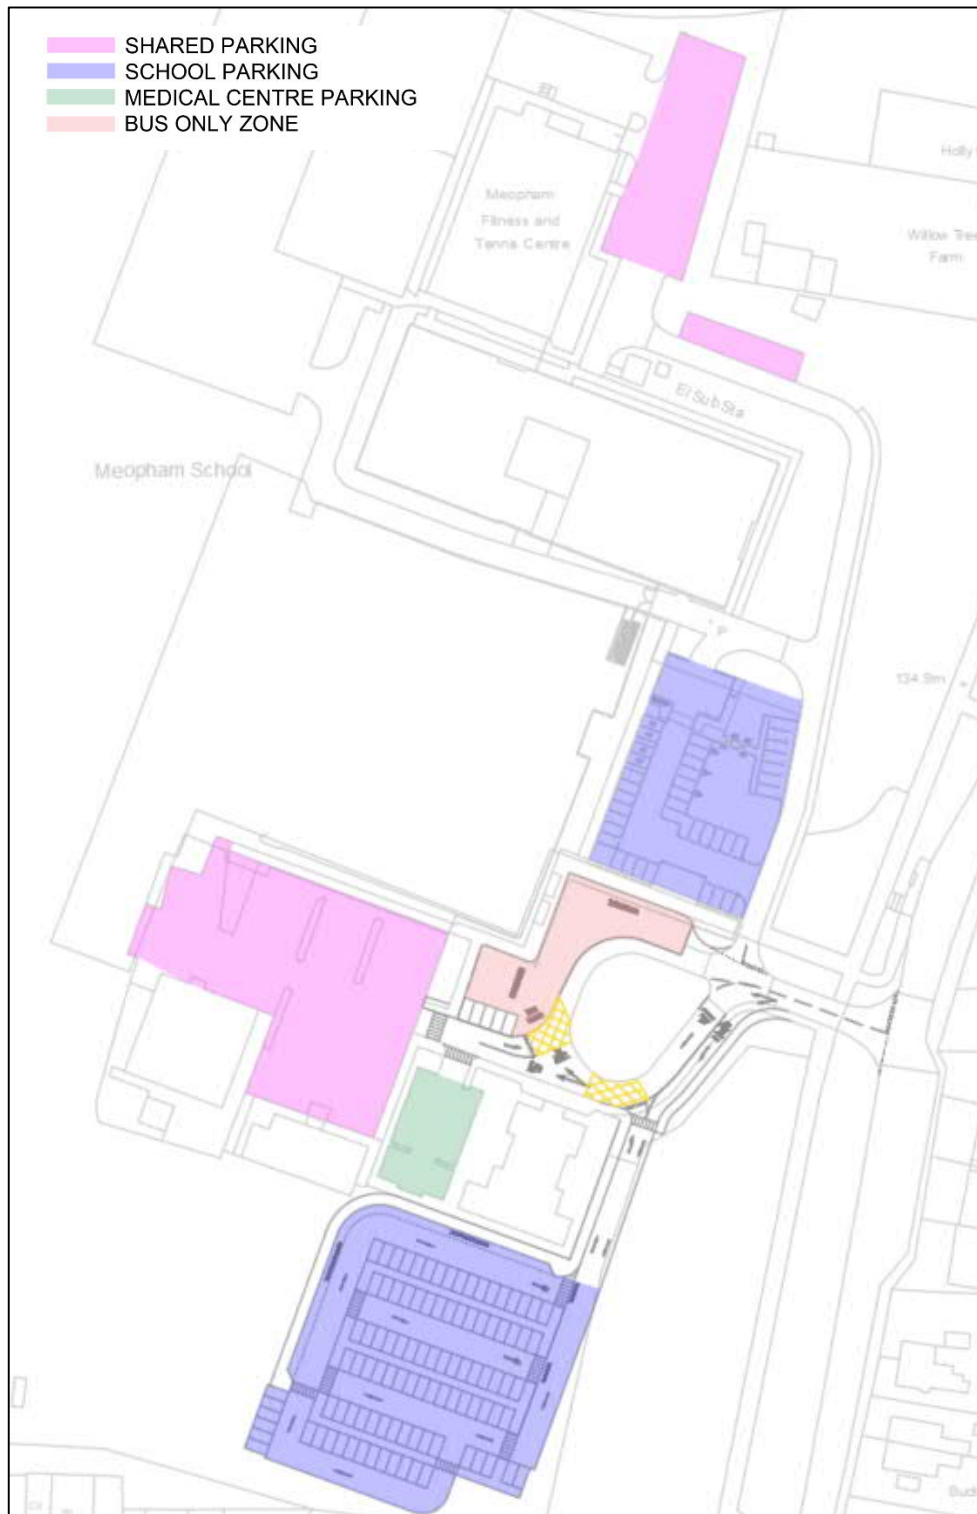 SHARED PARKING
SCHOOL PARKING
MEDICAL CENTRE PARKING
BUS ONLY ZONE
Holly
Meopham
Fitness and
Tennis Centre
Willow Tree
Farm
El Sub Sta
Meopham School
134.9m